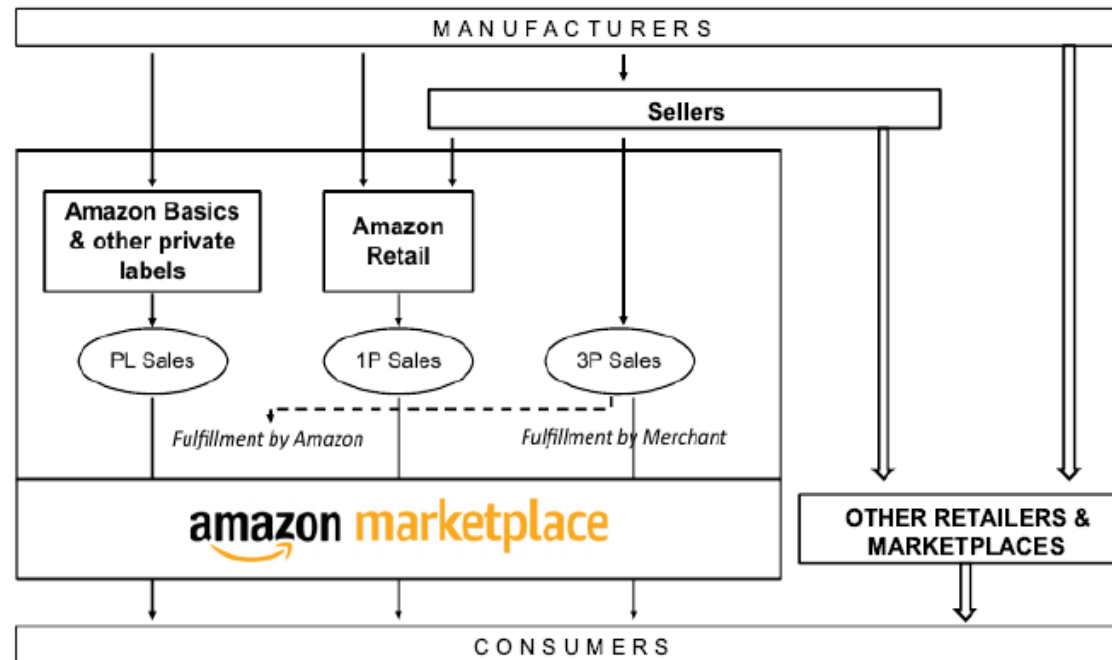 MANUFACTURERS
Sellers
Amazon Basics
& other private
labels
Amazon
Retail
PL Sales
1P Sales
3P Sales
Fulfillment by Amazon
Fulfillment by Merchant
amazon marketplace
OTHER RETAILERS &
MARKETPLACES
CONSUMERS